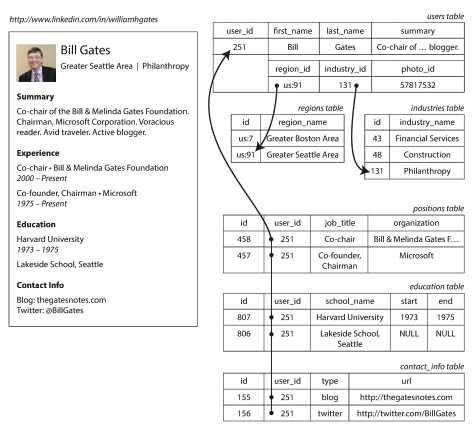 http://www.linkedin.com/in/williamhgates
Bill Gates
Greater Seattle Area | Philanthropy
Summary
Co-chair of the Bill & Melinda Gates Foundation.
Chairman, Microsoft Corporation. Voracious
reader. Avid traveler. Active blogger.
Experience
Co-chair • Bill & Melinda Gates Foundation
2000 – Present
Co-founder, Chairman • Microsoft
1975 – Present
Education
Harvard University
1973 – 1975
Lakeside School, Seattle
Contact Info
Blog: thegatesnotes.com
Twitter: @BillGates
users table
user_id first_name last_name summary
251 Bill Gates Co-chair of … blogger.
region_id industry_id photo_id
us:91 131 57817532
regions table
id region_name
us:7 Greater Boston Area
us:91 Greater Seattle Area
industries table
id industry_name
43 Financial Services
48 Construction
131 Philanthropy
positions table
id user_id job_title organization
458 251 Co-chair Bill & Melinda Gates F…
457 251 Co-founder, Microsoft
Chairman
education table
id user_id school_name start end
807 251 Harvard University 1973 1975
806 251 Lakeside School, NULL NULL
Seattle
contact_info table
id user_id type url
155 251 blog http://thegatesnotes.com
156 251 twitter http://twitter.com/BillGates